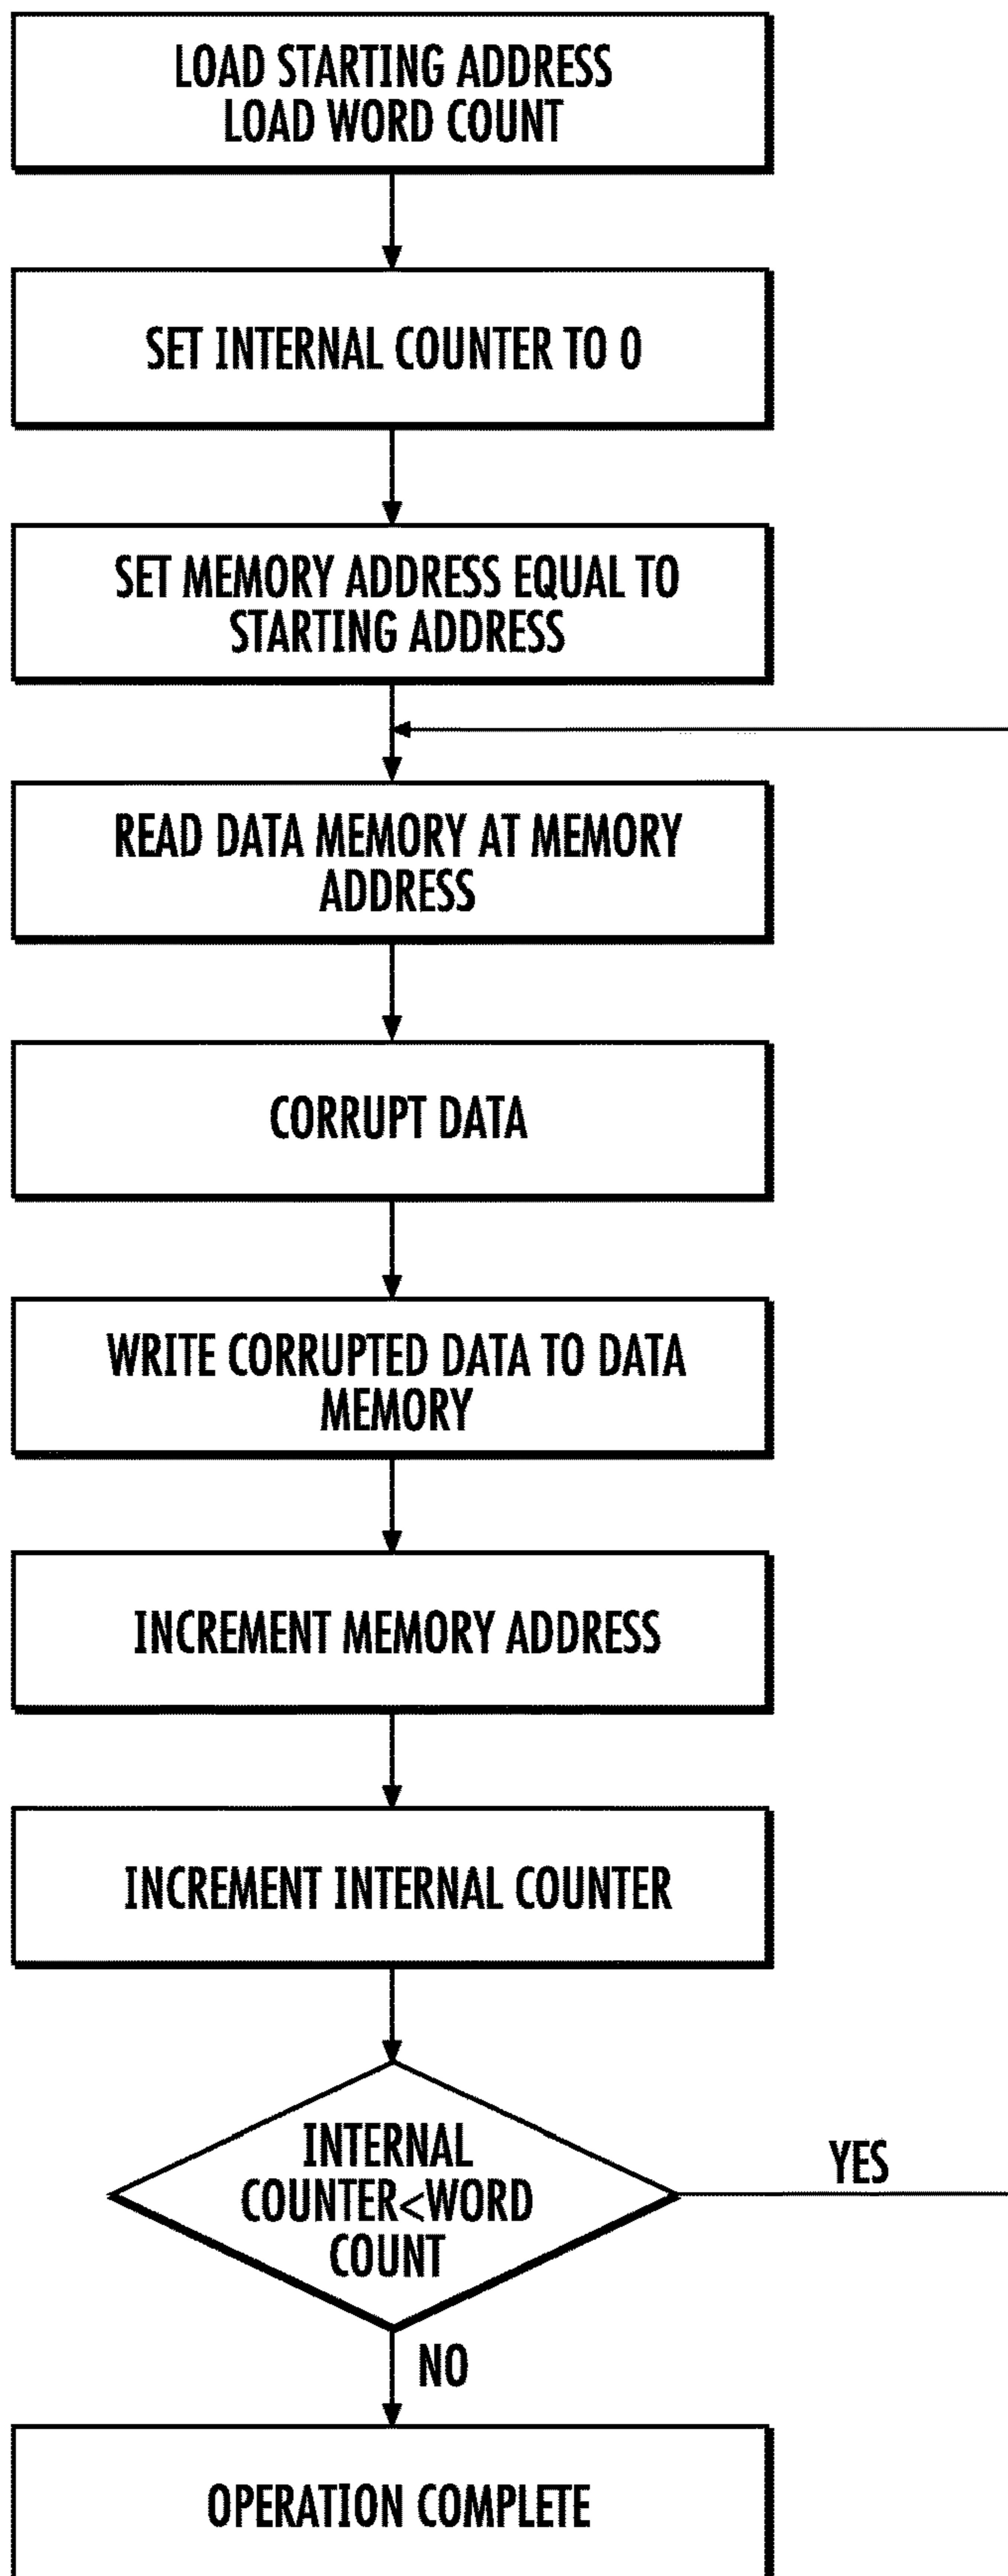 LOAD STARTING ADDRESS
LOAD WORD COUNT
SET INTERNAL COUNTER TO 0
SET MEMORY ADDRESS EQUAL TO
STARTING ADDRESS
READ DATA MEMORY AT MEMORY
ADDRESS
CORRUPT DATA
WRITE CORRUPTED DATA TO DATA
MEMORY
INCREMENT MEMORY ADDRESS
INCREMENT INTERNAL COUNTER
INTERNAL
COUNTER<WORD
COUNT
YES
NO
OPERATION COMPLETE